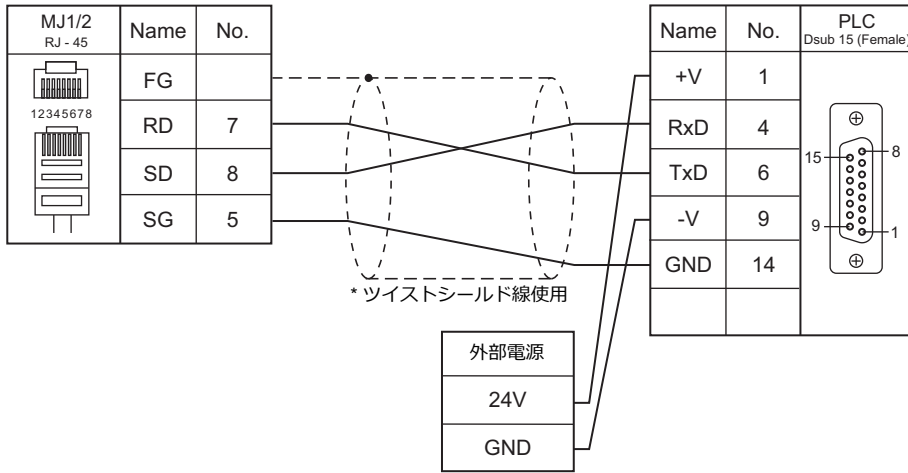 MJ1/2
RJ - 45
Name No.
12345678
FG
RD 7
SD 8
SG 5
* ツイストシールド線使用
Name No.
PLC
Dsub 15 (Female)
+V 1
RxD 4
TxD 6
-V 9
GND 14
15
8
9
1
外部電源
24V
GND